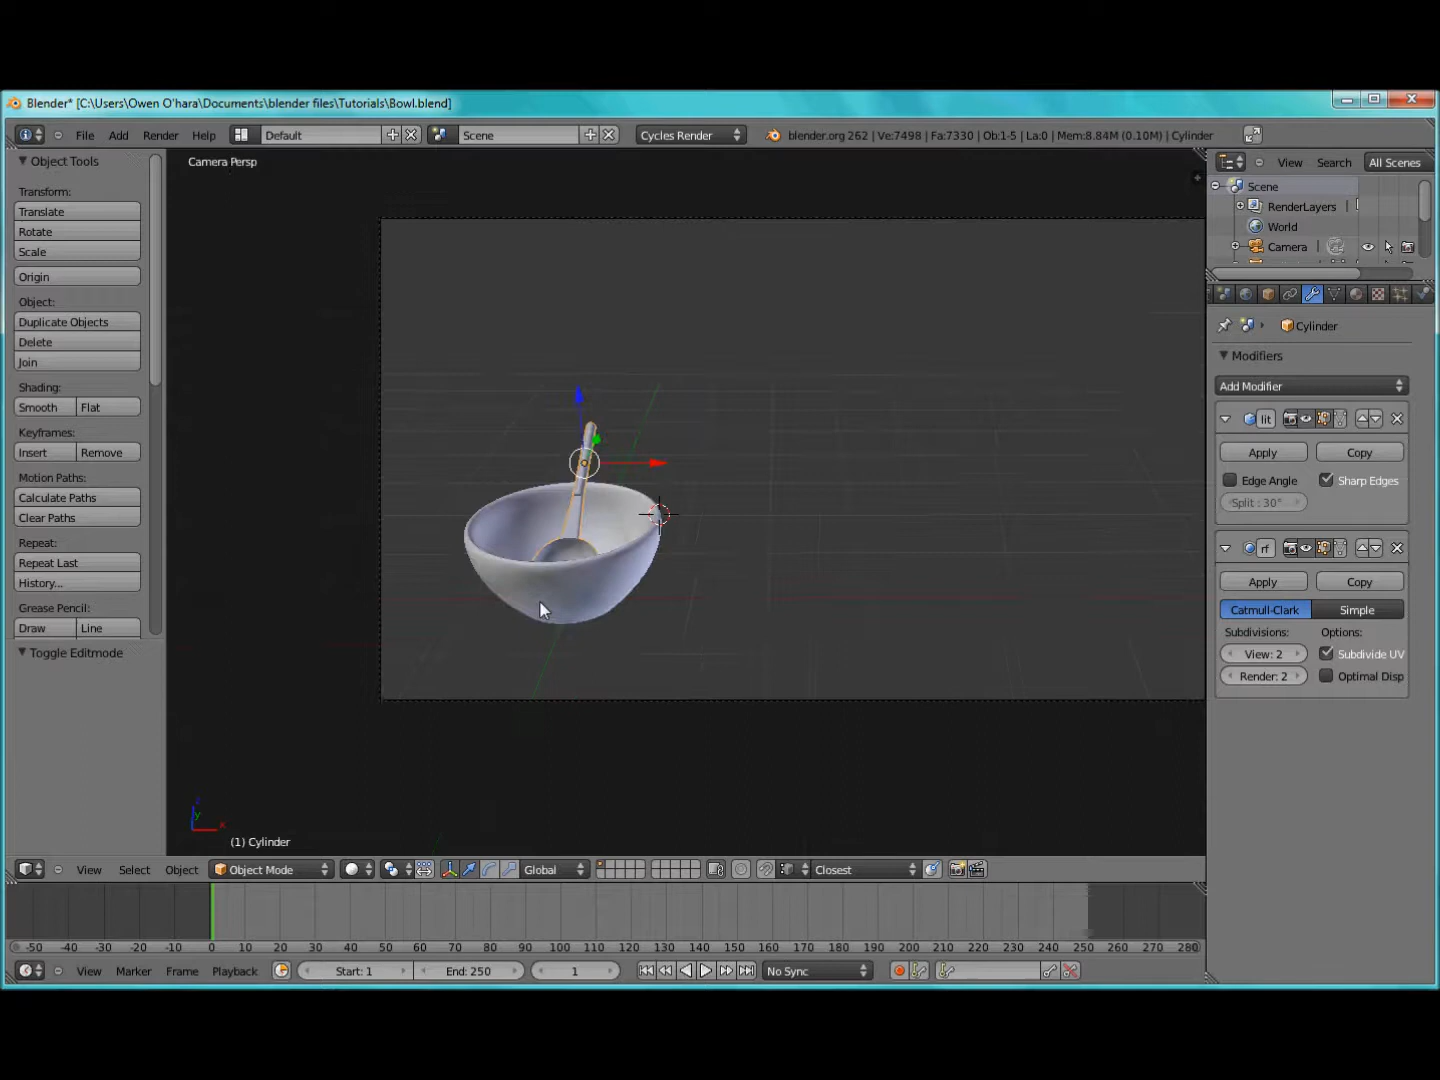 Blender* [C:\Users\Owen O'hara\Documents\blender files\Tutorials\Bowl.blend]
File Add Render Help Default Scene Cycles Render blender.org 262 | Ve:7498 | Fa:7330 | Ob:1-5 | La:0 | Mem:8.84M (0.10M) | Cylinder
Object Tools
Transform:
Translate
Rotate
Scale
Origin
Object:
Duplicate Objects
Delete
Join
Shading:
Smooth Flat
Keyframes:
Insert Remove
Motion Paths:
Calculate Paths
Clear Paths
Repeat:
Repeat Last
History...
Grease Pencil:
Draw Line
Toggle Editmode
Camera Persp
z
y
x
(1) Cylinder
View Search All Scenes
Scene
RenderLayers
World
Camera
Cylinder
Modifiers
Add Modifier
lit
Apply Copy
Edge Angle Sharp Edges
Split : 30°
rf
Apply Copy
Catmull-Clark Simple
Subdivisions: Options:
View: 2 Subdivide UV
Render: 2 Optimal Disp
View Select Object Object Mode Global Closest
-50 -40 -30 -20 -10 0 10 20 30 40 50 60 70 80 90 100 110 120 130 140 150 160 170 180 190 200 210 220 230 240 250 260 270 280
View Marker Frame Playback Start: 1 End: 250 1 No Sync